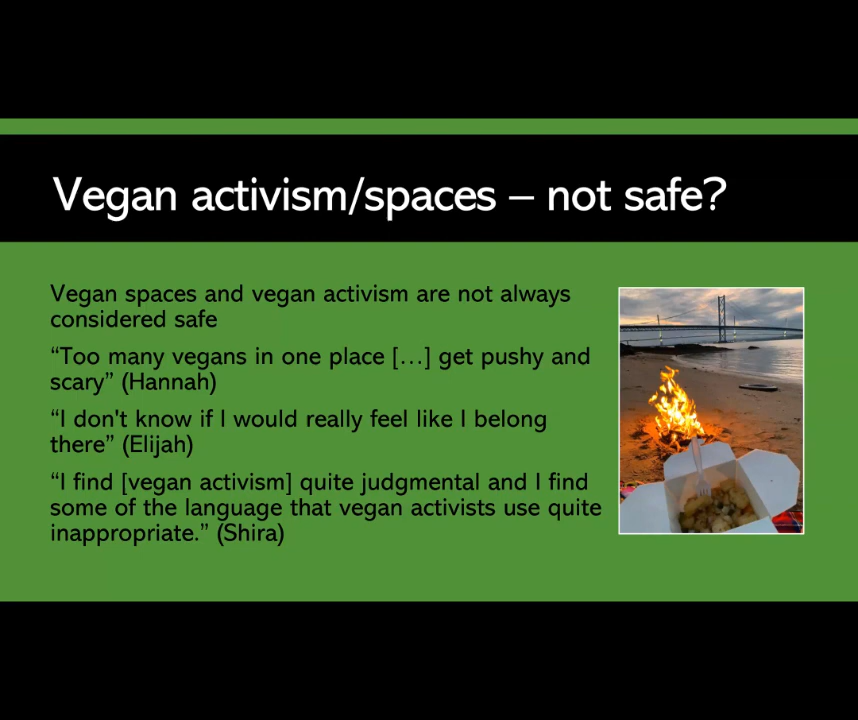 Vegan activism/spaces – not safe?
Vegan spaces and vegan activism are not always
considered safe
“Too many vegans in one place […] get pushy and
scary” (Hannah)
“I don't know if I would really feel like I belong
there” (Elijah)
“I find [vegan activism] quite judgmental and I find
some of the language that vegan activists use quite
inappropriate.” (Shira)